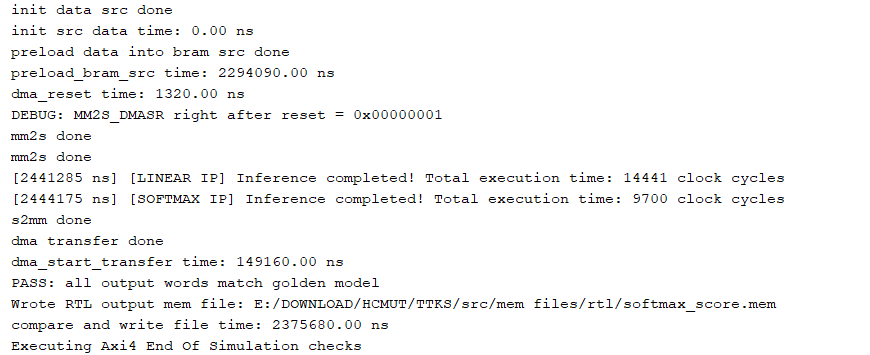 init data src done
init src data time: 0.00 ns
preload data into bram src done
preload_bram_src time: 2294090.00 ns
dma_reset time: 1320.00 ns
DEBUG: MM2S_DMASR right after reset = 0x00000001
mm2s done
mm2s done
[2441285 ns] [LINEAR IP] Inference completed! Total execution time: 14441 clock cycles
[2444175 ns] [SOFTMAX IP] Inference completed! Total execution time: 9700 clock cycles
s2mm done
dma transfer done
dma_start_transfer time: 149160.00 ns
PASS: all output words match golden model
Wrote RTL output mem file: E:/DOWNLOAD/HCMUT/TTKS/src/mem files/rtl/softmax_score.mem
compare and write file time: 2375680.00 ns
Executing Axi4 End Of Simulation checks